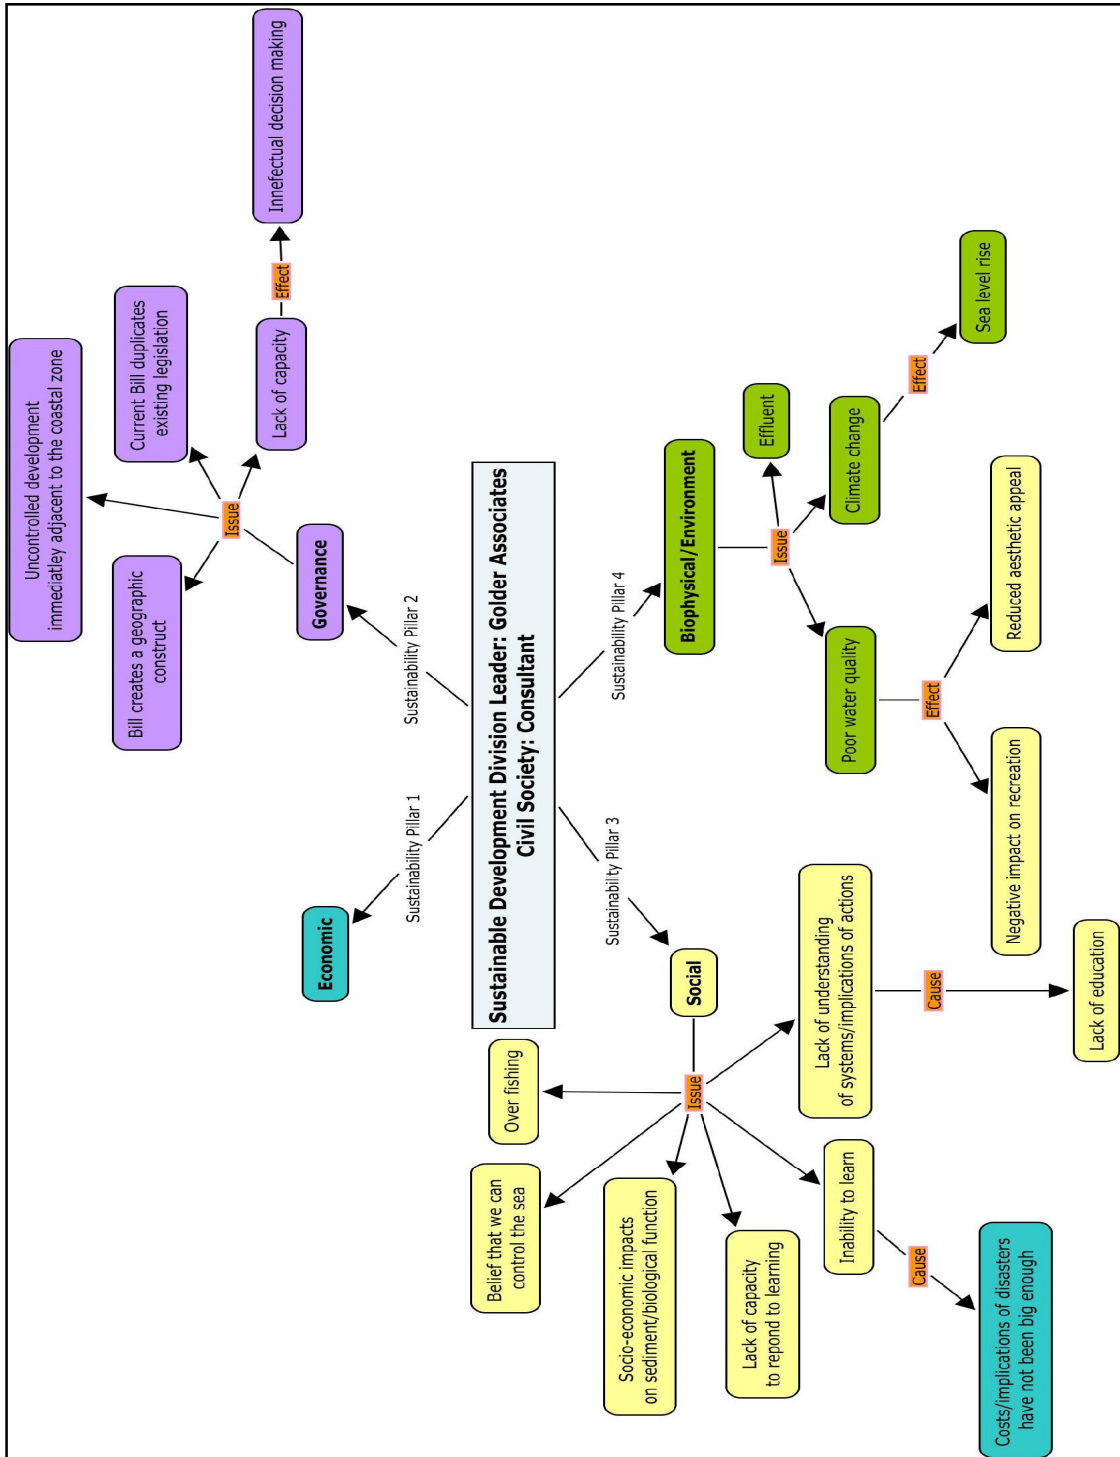 Sustainable Development Division Leader: Golder Associates
Civil Society: Consultant
Sustainability Pillar 1
Economic
Sustainability Pillar 2
Governance
Issue
Bill creates a geographic
construct
Uncontrolled development
immediatley adjacent to the coastal zone
Current Bill duplicates
existing legislation
Lack of capacity
Effect
Innefectual decision making
Sustainability Pillar 3
Social
Issue
Over fishing
Belief that we can
control the sea
Socio-economic impacts
on sediment/biological function
Lack of capacity
to repond to learning
Inability to learn
Cause
Costs/implications of disasters
have not been big enough
Lack of understanding
of systems/implications of actions
Cause
Lack of education
Sustainability Pillar 4
Biophysical/Environment
Issue
Effluent
Climate change
Effect
Sea level rise
Poor water quality
Effect
Negative impact on recreation
Reduced aesthetic appeal